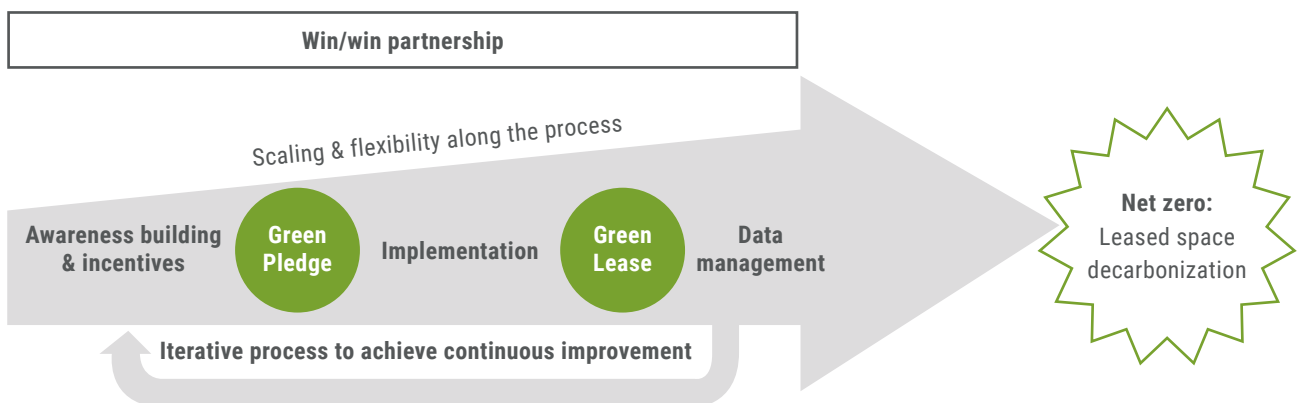 Win/win partnership
Scaling & flexibility along the process
Awareness building
& incentives
Green
Pledge
Implementation
Green
Lease
Data
management
Iterative process to achieve continuous improvement
Net zero:
Leased space
decarbonization